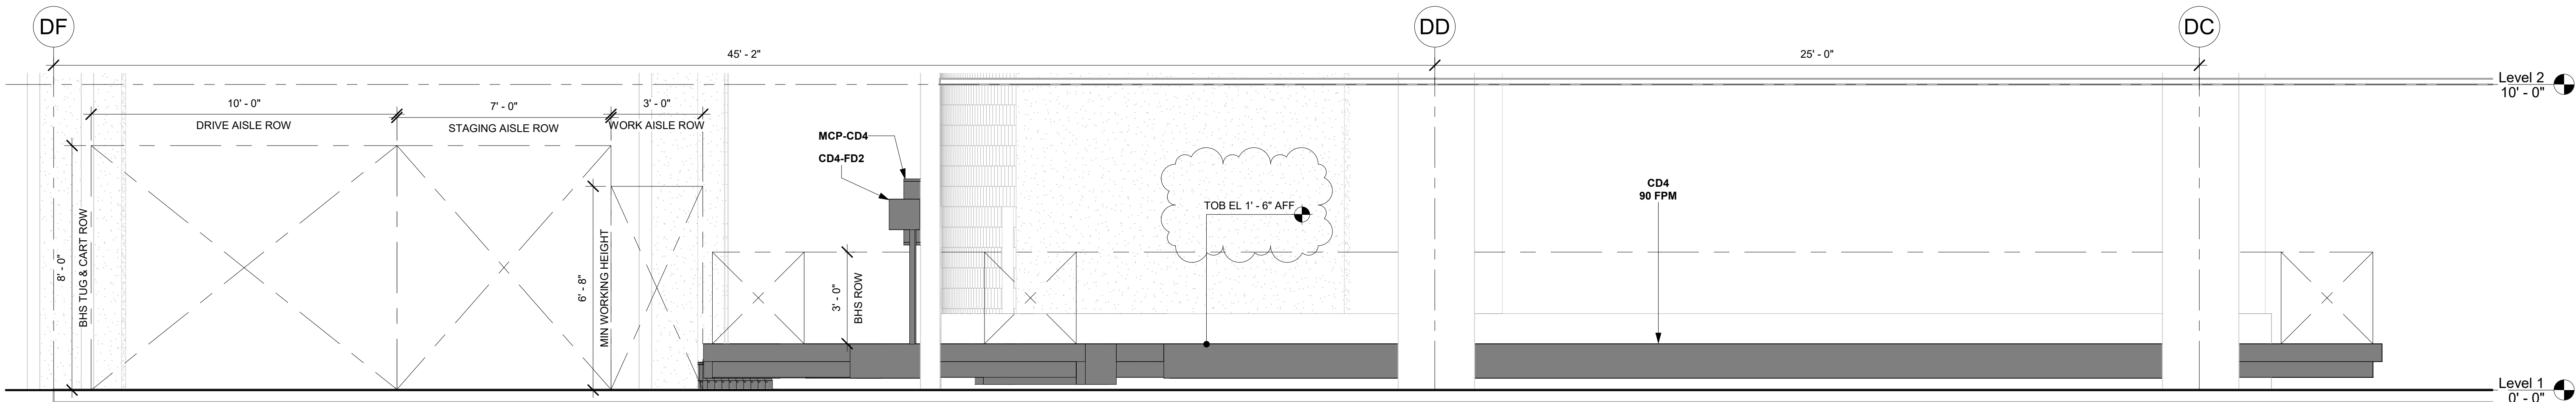 DF
DD
DC
45' - 2"
25' - 0"
Level 2
10' - 0"
10' - 0"
7' - 0"
3' - 0"
DRIVE AISLE ROW
STAGING AISLE ROW
WORK AISLE ROW
MCP-CD4
CD4-FD2
CD4
90 FPM
TOB EL 1' - 6" AFF
8' - 0"
BHS TUG & CART ROW
6' - 8"
MIN WORKING HEIGHT
3' - 0"
BHS ROW
Level 1
0' - 0"